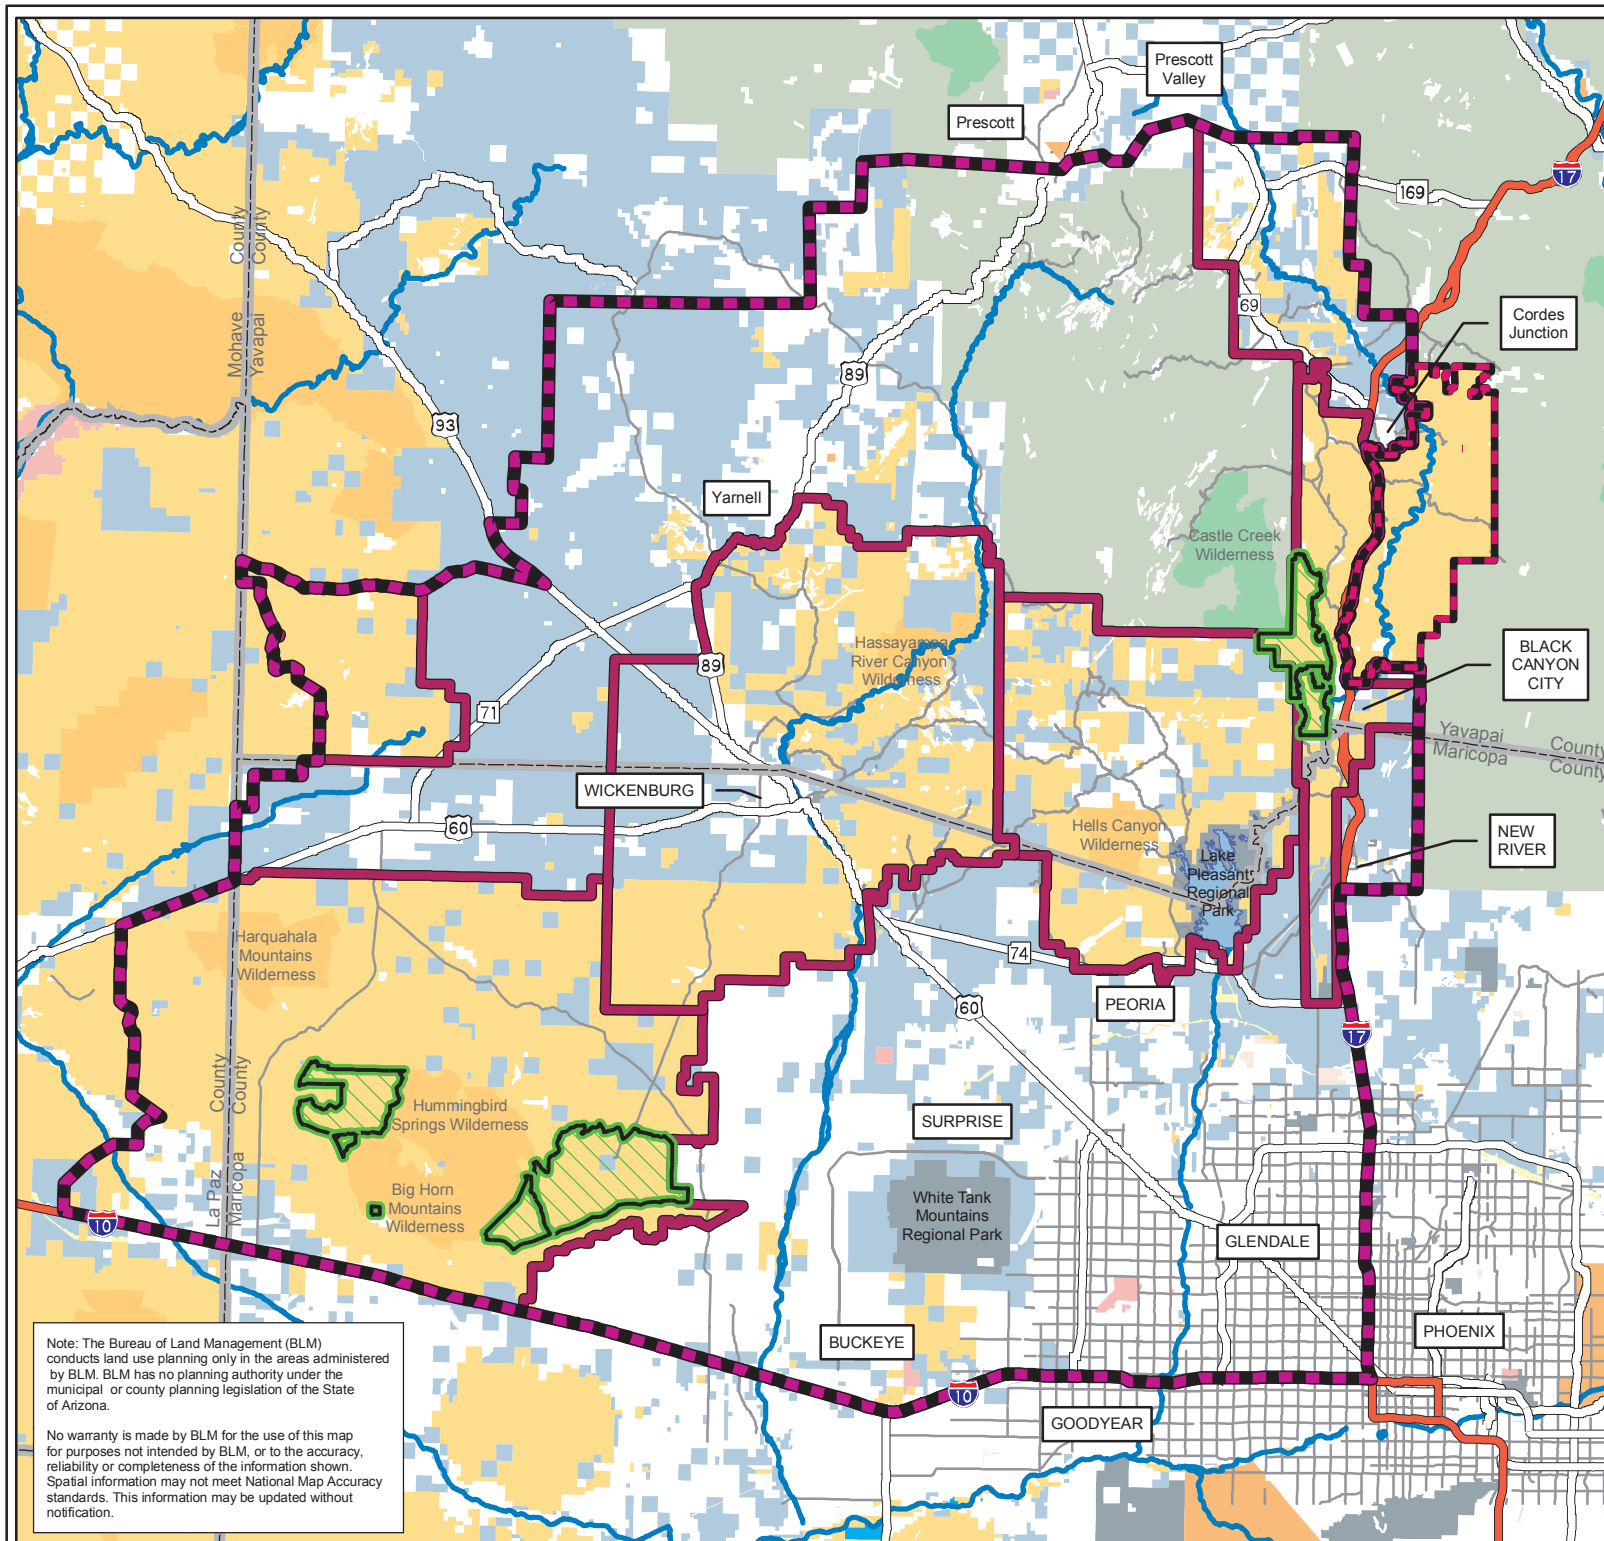 Prescott
Valley
Prescott
17
169
County
County
69
Cordes
Junction
Mohave
Yavapai
89
93
Yarnell
Castle Creek
Wilderness
Hassayampa
River Canyon
Wilderness
89
BLACK
CANYON
CITY
71
Yavapai
Maricopa
County
County
WICKENBURG
60
Hells Canyon
Wilderness
NEW
RIVER
Lake
Pleasant
Regional
Park
Harquahala
Mountains
Wilderness
74
PEORIA
60
17
County
County
Hummingbird
Springs Wilderness
SURPRISE
La Paz
Maricopa
Big Horn
Mountains
Wilderness
White Tank
Mountains
Regional Park
10
GLENDALE
PHOENIX
BUCKEYE
10
GOODYEAR
Note: The Bureau of Land Management (BLM)
conducts land use planning only in the areas administered
by BLM. BLM has no planning authority under the
municipal or county planning legislation of the State
of Arizona.
No warranty is made by BLM for the use of this map
for purposes not intended by BLM, or to the accuracy,
reliability or completeness of the information shown.
Spatial information may not meet National Map Accuracy
standards. This information may be updated without
notification.